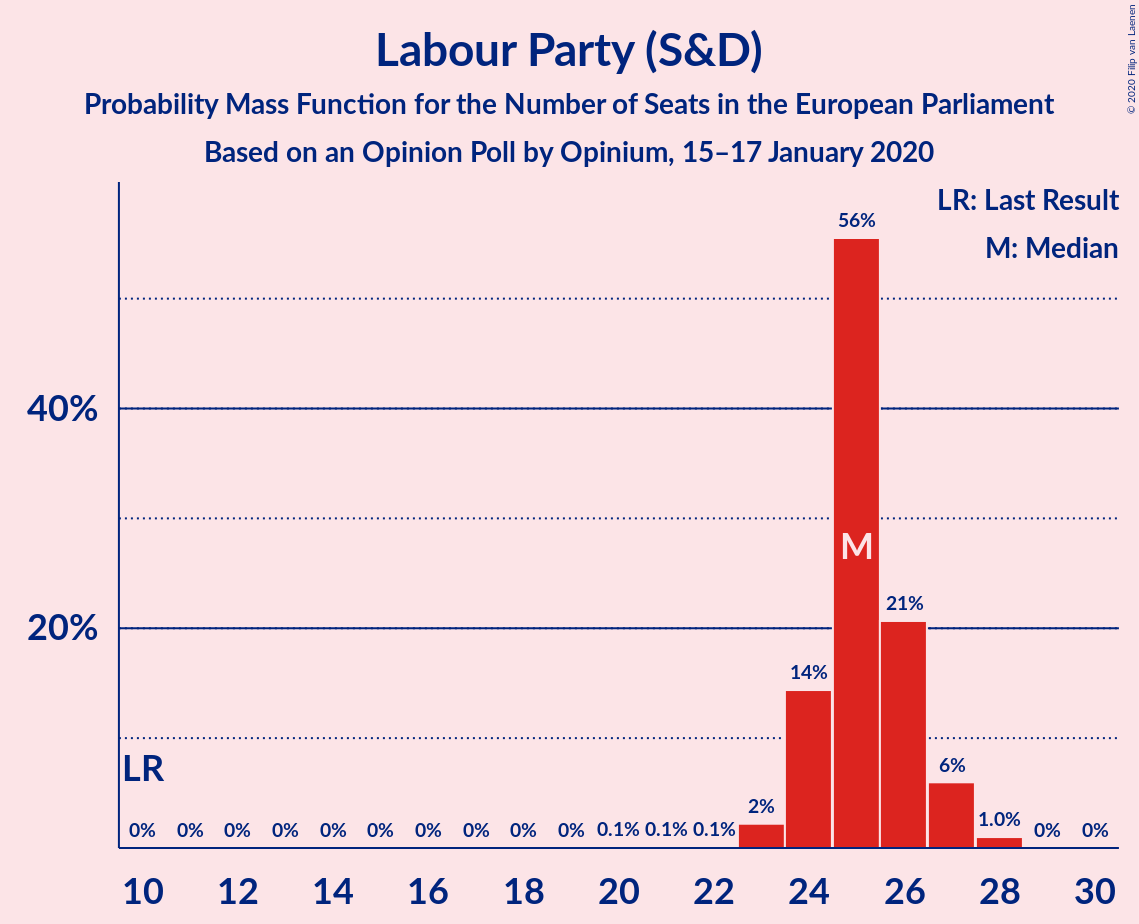 Labour Party (S&D)
Probability Mass Function for the Number of Seats in the European Parliament
Based on an Opinion Poll by Opinium, 15–17 January 2020
© 2020 Filip van Laenen
LR: Last Result
M: Median
56%
40%
M
21%
20%
14%
LR
6%
2%
1.0%
0% 0% 0% 0% 0% 0% 0% 0% 0% 0% 0.1% 0.1% 0.1% 0% 0%
10 12 14 16 18 20 22 24 26 28 30